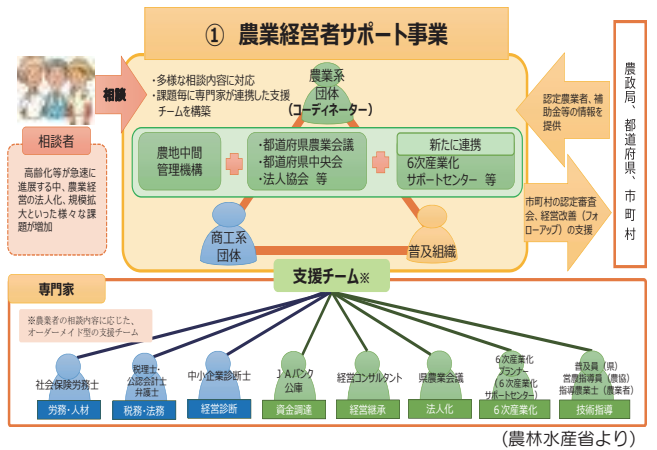 ① 農業経営者サポート事業
相談
・多様な相談内容に対応
・課題毎に専門家が連携した支援
チームを構築
農業系
団体
(コーディネーター)
相談者
高齢化等が急速に
進展する中、農業経
営の法人化、規模拡
大といった様々な課
題が増加
農地中間
管理機構
・都道府県農業会議
・都道府県中央会
・法人協会 等
新たに連携
6次産業化
サポートセンター 等
商工系
団体
普及組織
認定農業者、補
助金等の情報を
提供
市町村の認定審査
会、経営改善（フォ
ローアップ）の支援
農政局、都道府県、市町村
支援チーム※
専門家
※農業者の相談内容に応じた、
オーダーメイド型の支援チーム
社会保険労務士
労務・人材
税理士・
公認会計士
弁護士
税務・法務
中小企業診断士
経営診断
ＪＡバンク
公庫
資金調達
経営コンサルタント
経営継承
県農業会議
法人化
6次産業化
プランナー
（6次産業化
サポートセンター）
6次産業化
普及員（県）
営農指導員（農協）
指導農業士（農業者）
技術指導
（農林水産省より）